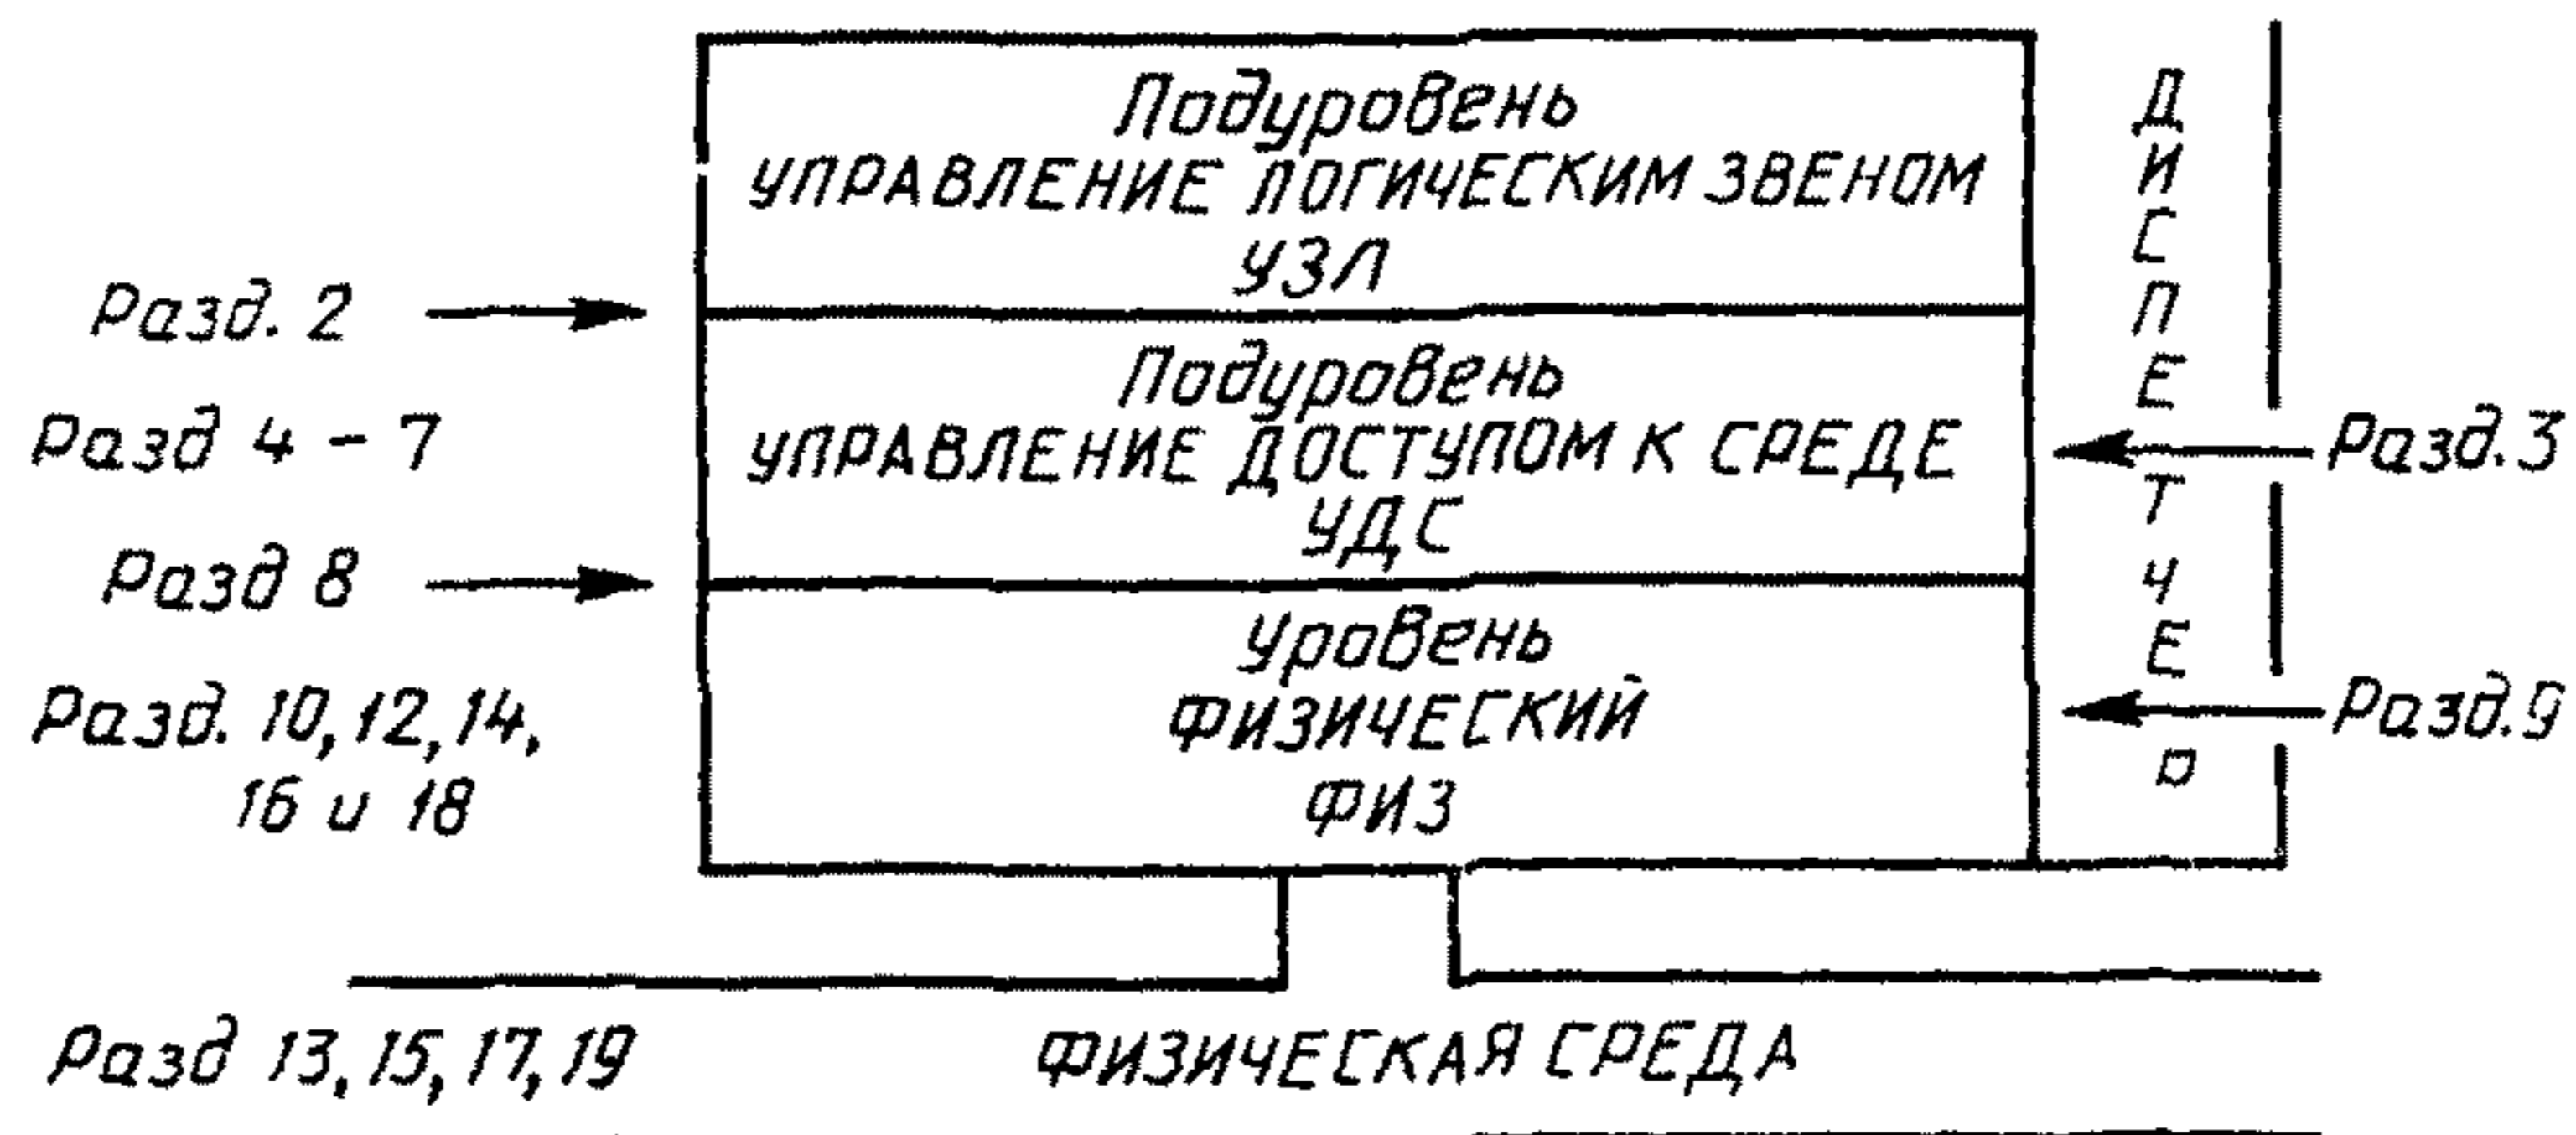 Подуровень
УПРАВЛЕНИЕ ЛОГИЧЕСКИМ ЗВЕНОМ
УЗЛ
Разд. 2
Подуровень
УПРАВЛЕНИЕ ДОСТУПОМ К СРЕДЕ
УДС
Разд 4 - 7
Разд 8
Уровень
ФИЗИЧЕСКИЙ
ФИЗ
Разд. 10, 12, 14,
16 и 18
ДИСПЕТЧЕР
Разд. 3
Разд. 9
Разд 13, 15, 17, 19
ФИЗИЧЕСКАЯ СРЕДА